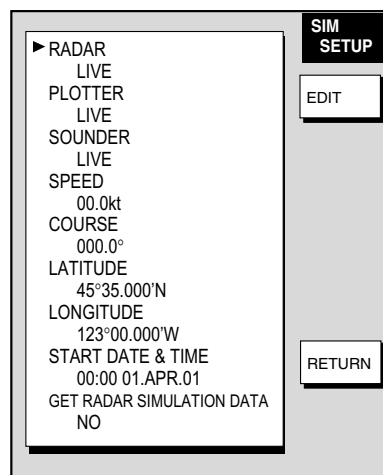 SIM
SETUP
▶RADAR
LIVE
PLOTTER
LIVE
SOUNDER
LIVE
SPEED
00.0kt
COURSE
000.0°
LATITUDE
45°35.000'N
LONGITUDE
123°00.000'W
START DATE & TIME
00:00 01.APR.01
GET RADAR SIMULATION DATA
NO
EDIT
RETURN